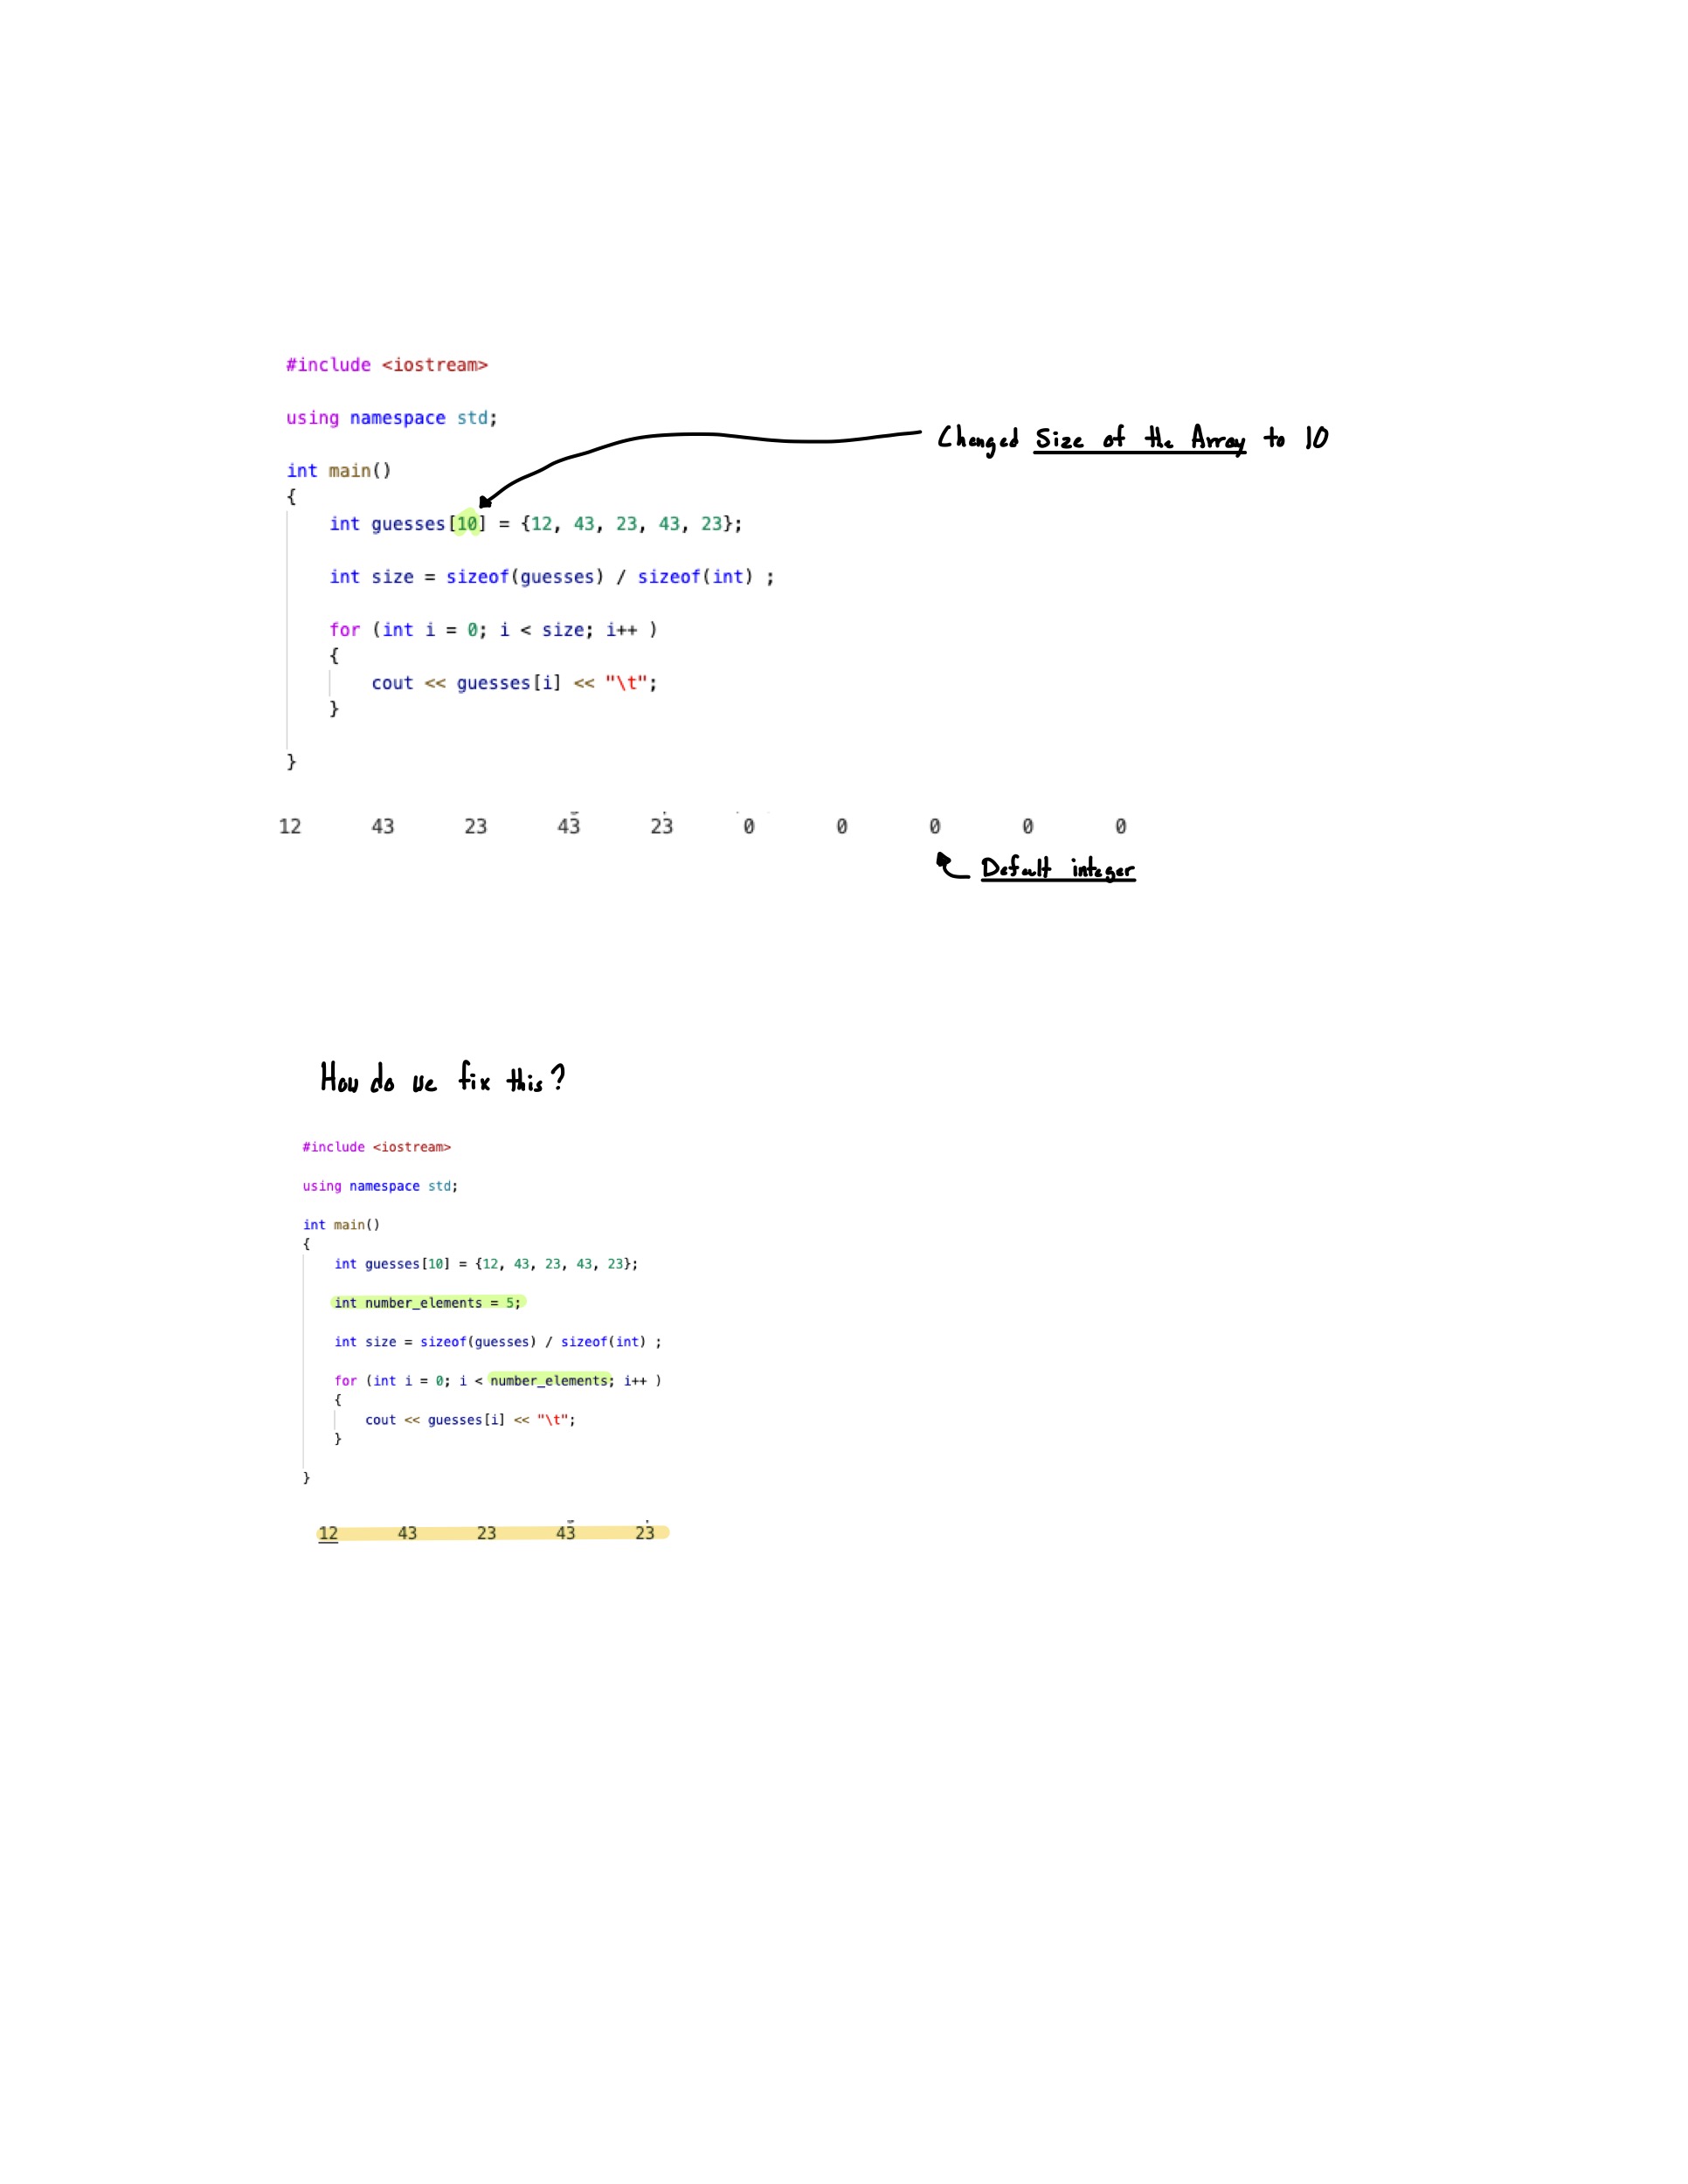 #include <iostream>
using namespace std;
Changed Size of the Array to 10
int main()
{
int guesses[10] = {12, 43, 23, 43, 23};
int size = sizeof(guesses) / sizeof(int) ;
for (int i = 0; i < size; i++ )
{
cout << guesses[i] << "\t";
}
}
12 43 23 43 23 0 0 0 0 0
Default integer
How do we fix this?
#include <iostream>
using namespace std;
int main()
{
int guesses[10] = {12, 43, 23, 43, 23};
int number_elements = 5;
int size = sizeof(guesses) / sizeof(int) ;
for (int i = 0; i < number_elements; i++ )
{
cout << guesses[i] << "\t";
}
}
12 43 23 43 23